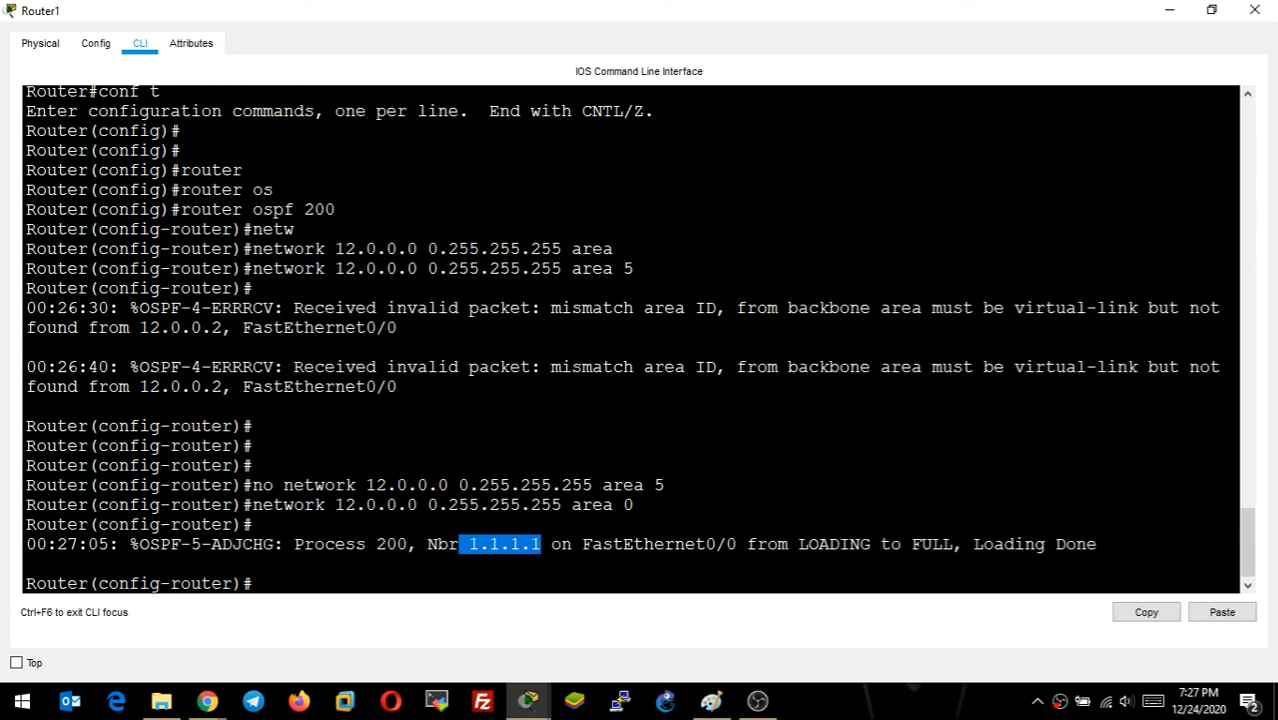 Router1
Physical Config CLI Attributes
IOS Command Line Interface
Router#conf t
Enter configuration commands, one per line.  End with CNTL/Z.
Router(config)#
Router(config)#
Router(config)#router
Router(config)#router os
Router(config)#router ospf 200
Router(config-router)#netw
Router(config-router)#network 12.0.0.0 0.255.255.255 area
Router(config-router)#network 12.0.0.0 0.255.255.255 area 5
Router(config-router)#
00:26:30: %OSPF-4-ERRRCV: Received invalid packet: mismatch area ID, from backbone area must be virtual-link but not
found from 12.0.0.2, FastEthernet0/0
00:26:40: %OSPF-4-ERRRCV: Received invalid packet: mismatch area ID, from backbone area must be virtual-link but not
found from 12.0.0.2, FastEthernet0/0
Router(config-router)#
Router(config-router)#
Router(config-router)#
Router(config-router)#no network 12.0.0.0 0.255.255.255 area 5
Router(config-router)#network 12.0.0.0 0.255.255.255 area 0
Router(config-router)#
00:27:05: %OSPF-5-ADJCHG: Process 200, Nbr 1.1.1.1 on FastEthernet0/0 from LOADING to FULL, Loading Done
Router(config-router)#
Ctrl+F6 to exit CLI focus
Copy Paste
Top
7:27 PM
12/24/2020
2